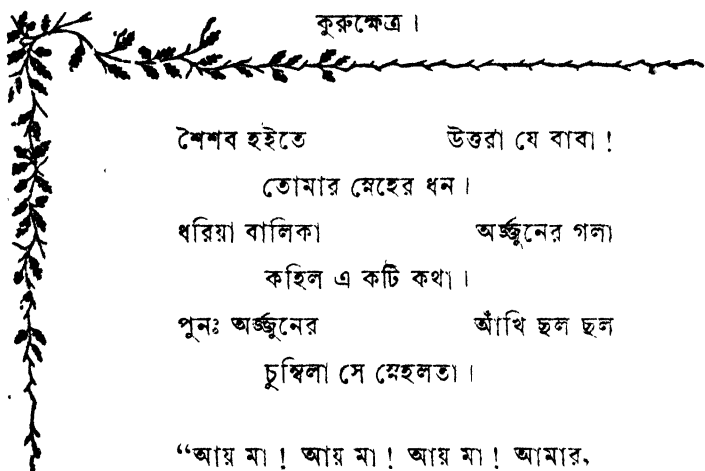 কুরুক্ষেত্র।
শৈশব হইতে উত্তরা যে বাবা!
তোমার স্নেহের ধন।
ধরিয়া বালিকা অর্জ্জুনের গলা
কহিল এ কটি কথা।
পুনঃ অর্জ্জুনের আঁখি ছল ছল
চুম্বিলা সে স্নেহলতা।
“আয় মা! আয় মা! আয় মা! আমার,